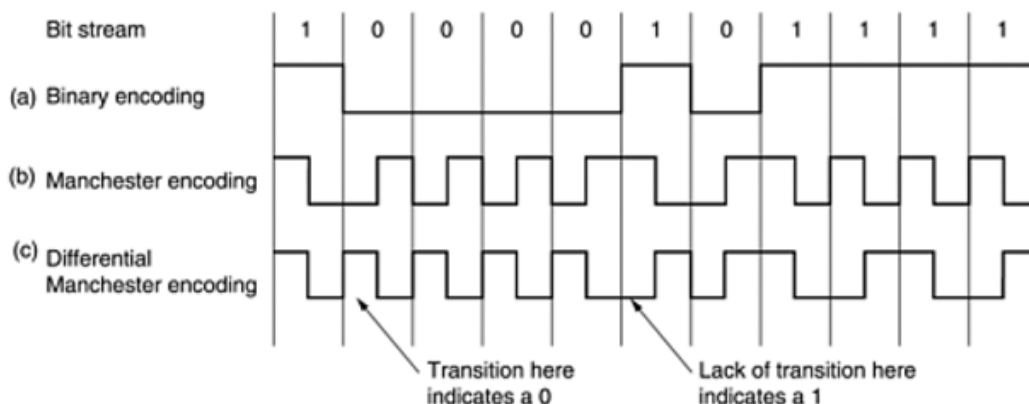 Bit stream 1 0 0 0 0 1 0 1 1 1 1
(a) Binary encoding
(b) Manchester encoding
(c) Differential
Manchester encoding
Transition here
indicates a 0
Lack of transition here
indicates a 1